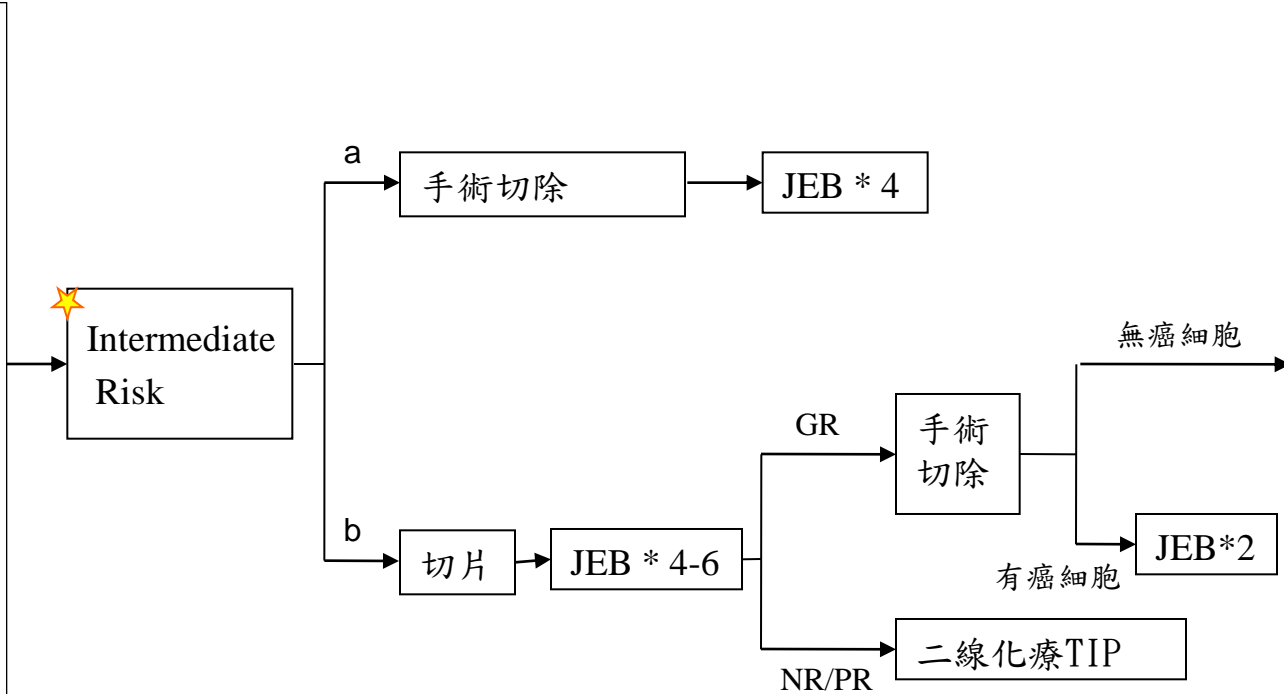 a
手術切除
JEB * 4
Intermediate
Risk
無癌細胞
GR
手術
切除
b
切片
JEB * 4-6
JEB*2
有癌細胞
二線化療TIP
NR/PR